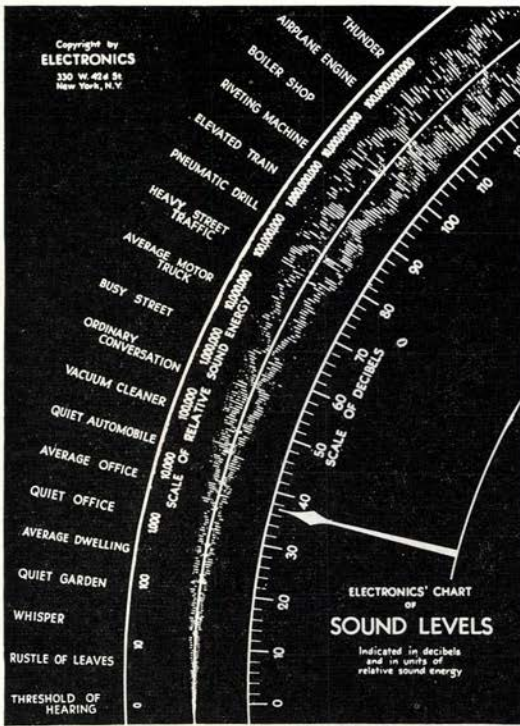 Copyright by
ELECTRONICS
330 W. 42d St.
New York, N.Y.
THUNDER
AIRPLANE ENGINE
BOILER SHOP
RIVETING MACHINE
ELEVATED TRAIN
PNEUMATIC DRILL
HEAVY STREET
TRAFFIC
AVERAGE MOTOR
TRUCK
BUSY STREET
ORDINARY
CONVERSATION
VACUUM CLEANER
QUIET AUTOMOBILE
AVERAGE OFFICE
QUIET OFFICE
AVERAGE DWELLING
QUIET GARDEN
WHISPER
RUSTLE OF LEAVES
THRESHOLD OF
HEARING
100,000,000,000
10,000,000,000
1,000,000,000
100,000,000
10,000,000
1,000,000
100,000
10,000
1,000
100
10
0
SCALE OF RELATIVE SOUND ENERGY
110
100
90
80
70
60
50
40
30
20
10
0
SCALE OF DECIBELS
0
ELECTRONICS' CHART
OF
SOUND LEVELS
Indicated in decibels
and in units of
relative sound energy